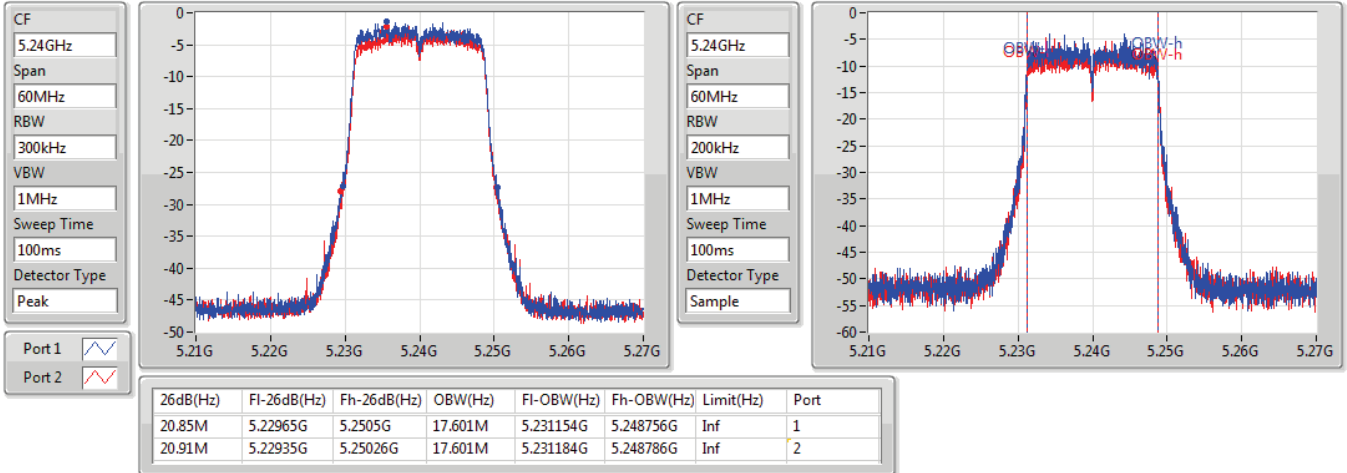 CF
5.24GHz
Span
60MHz
RBW
300kHz
VBW
1MHz
Sweep Time
100ms
Detector Type
Peak
Port 1
Port 2
0
-5
-10
-15
-20
-25
-30
-35
-40
-45
-50
5.21G 5.22G 5.23G 5.24G 5.25G 5.26G 5.27G
CF
5.24GHz
Span
60MHz
RBW
200kHz
VBW
1MHz
Sweep Time
100ms
Detector Type
Sample
0
-5
-10
-15
-20
-25
-30
-35
-40
-45
-50
-55
-60
OBW-h
OBW-h
5.21G 5.22G 5.23G 5.24G 5.25G 5.26G 5.27G
26dB(Hz) Fl-26dB(Hz) Fh-26dB(Hz) OBW(Hz) Fl-OBW(Hz) Fh-OBW(Hz) Limit(Hz) Port
20.85M 5.22965G 5.2505G 17.601M 5.231154G 5.248756G Inf 1
20.91M 5.22935G 5.25026G 17.601M 5.231184G 5.248786G Inf 2